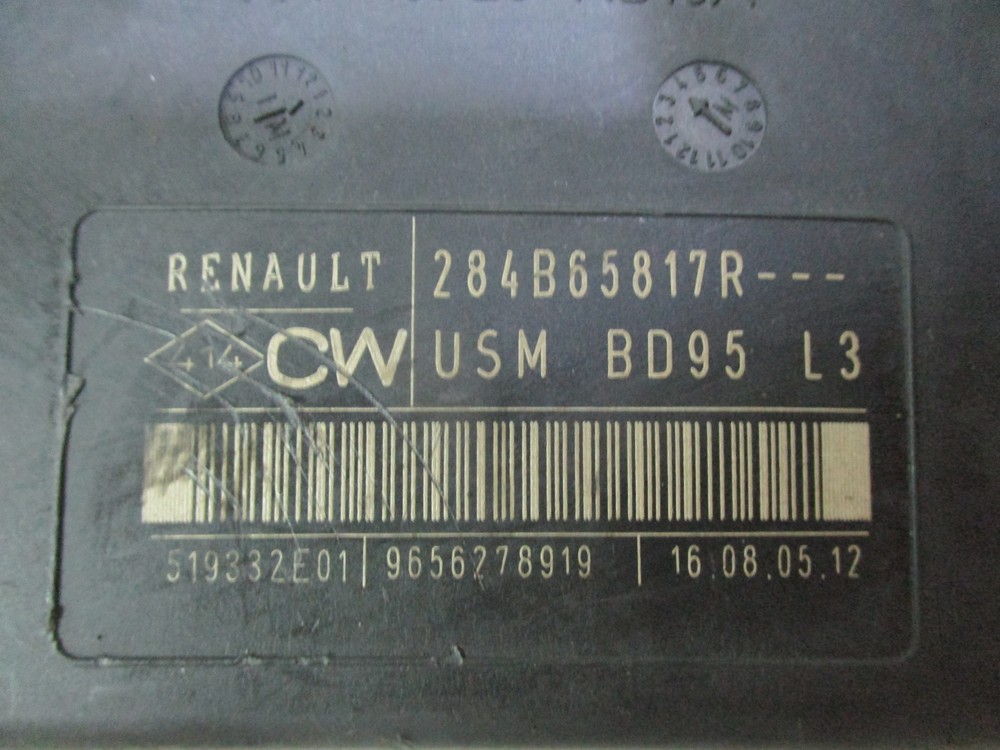 RENAULT 284B65817R---
CW USM BD95 L3
519332E01 9656278919 16.08.05.12